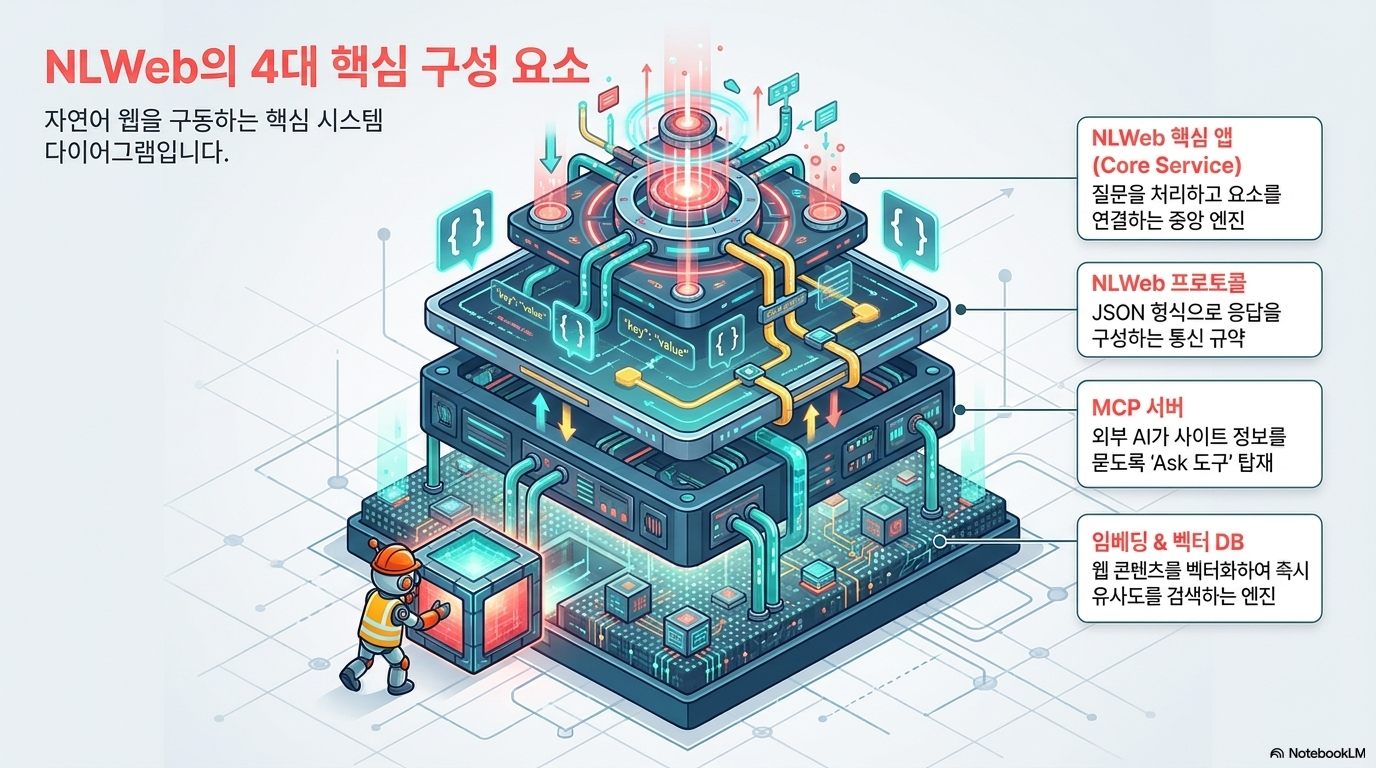 NLWeb의 4대 핵심 구성 요소
자연어 웹을 구동하는 핵심 시스템
다이어그램입니다.
NLWeb 핵심 앱
(Core Service)
질문을 처리하고 요소를
연결하는 중앙 엔진
NLWeb 프로토콜
JSON 형식으로 응답을
구성하는 통신 규약
MCP 서버
외부 AI가 사이트 정보를
묻도록 'Ask 도구' 탑재
임베딩 & 벡터 DB
웹 콘텐츠를 벡터화하여 즉시
유사도를 검색하는 엔진
{ }
{ }
"key": "value"
{ }
"key": "value"
{ }
NotebookLM